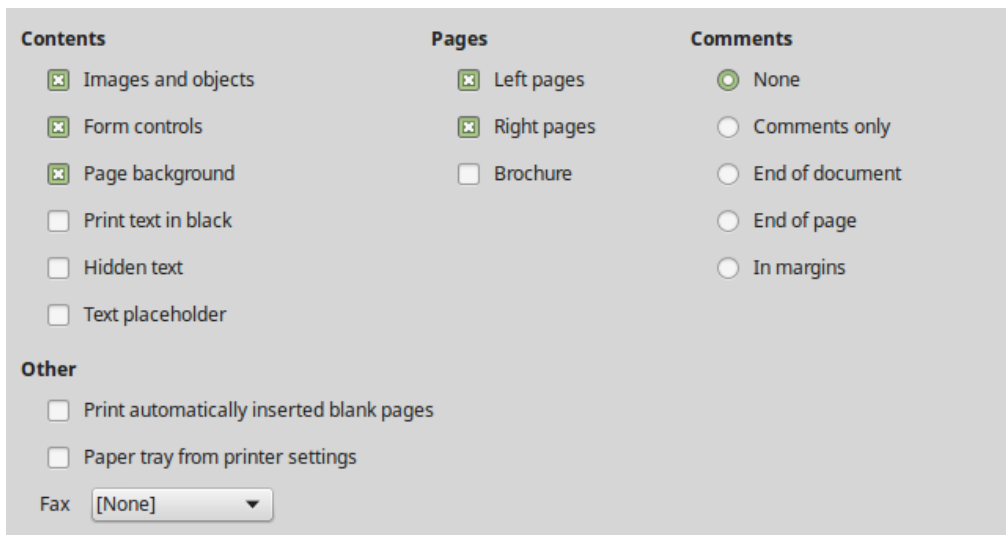 Contents
Images and objects
Form controls
Page background
Print text in black
Hidden text
Text placeholder
Pages
Left pages
Right pages
Brochure
Comments
None
Comments only
End of document
End of page
In margins
Other
Print automatically inserted blank pages
Paper tray from printer settings
Fax [None]